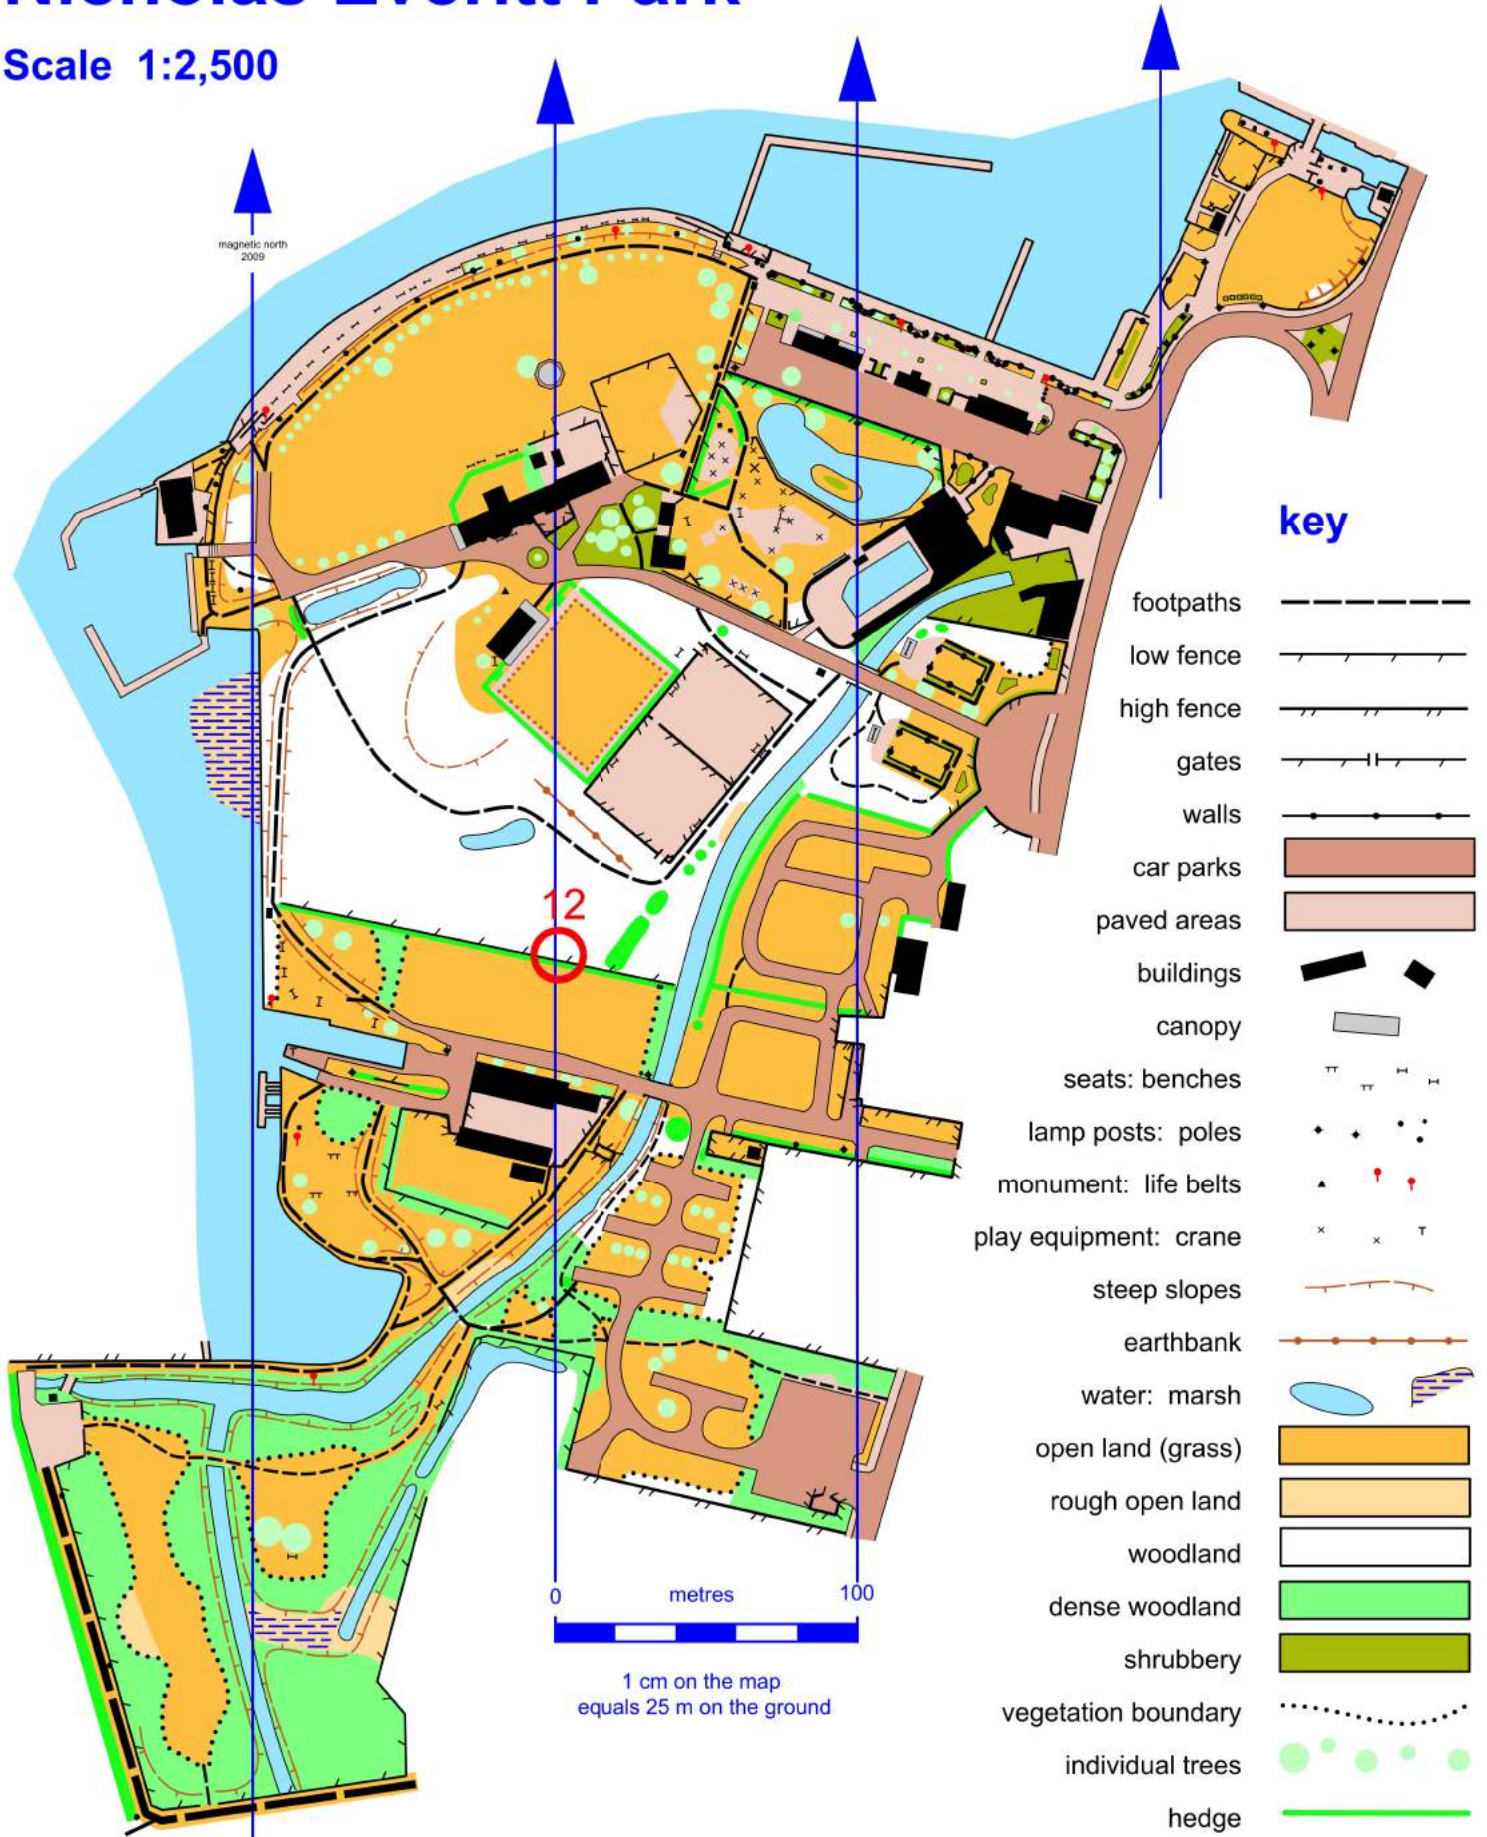 Nicholas Everitt Park
Scale 1:2,500
magnetic north
2009
12
key
footpaths
low fence
high fence
gates
walls
car parks
paved areas
buildings
canopy
seats: benches
lamp posts: poles
monument: life belts
play equipment: crane
steep slopes
earthbank
water: marsh
open land (grass)
rough open land
woodland
dense woodland
shrubbery
vegetation boundary
individual trees
hedge
0 metres 100
1 cm on the map
equals 25 m on the ground